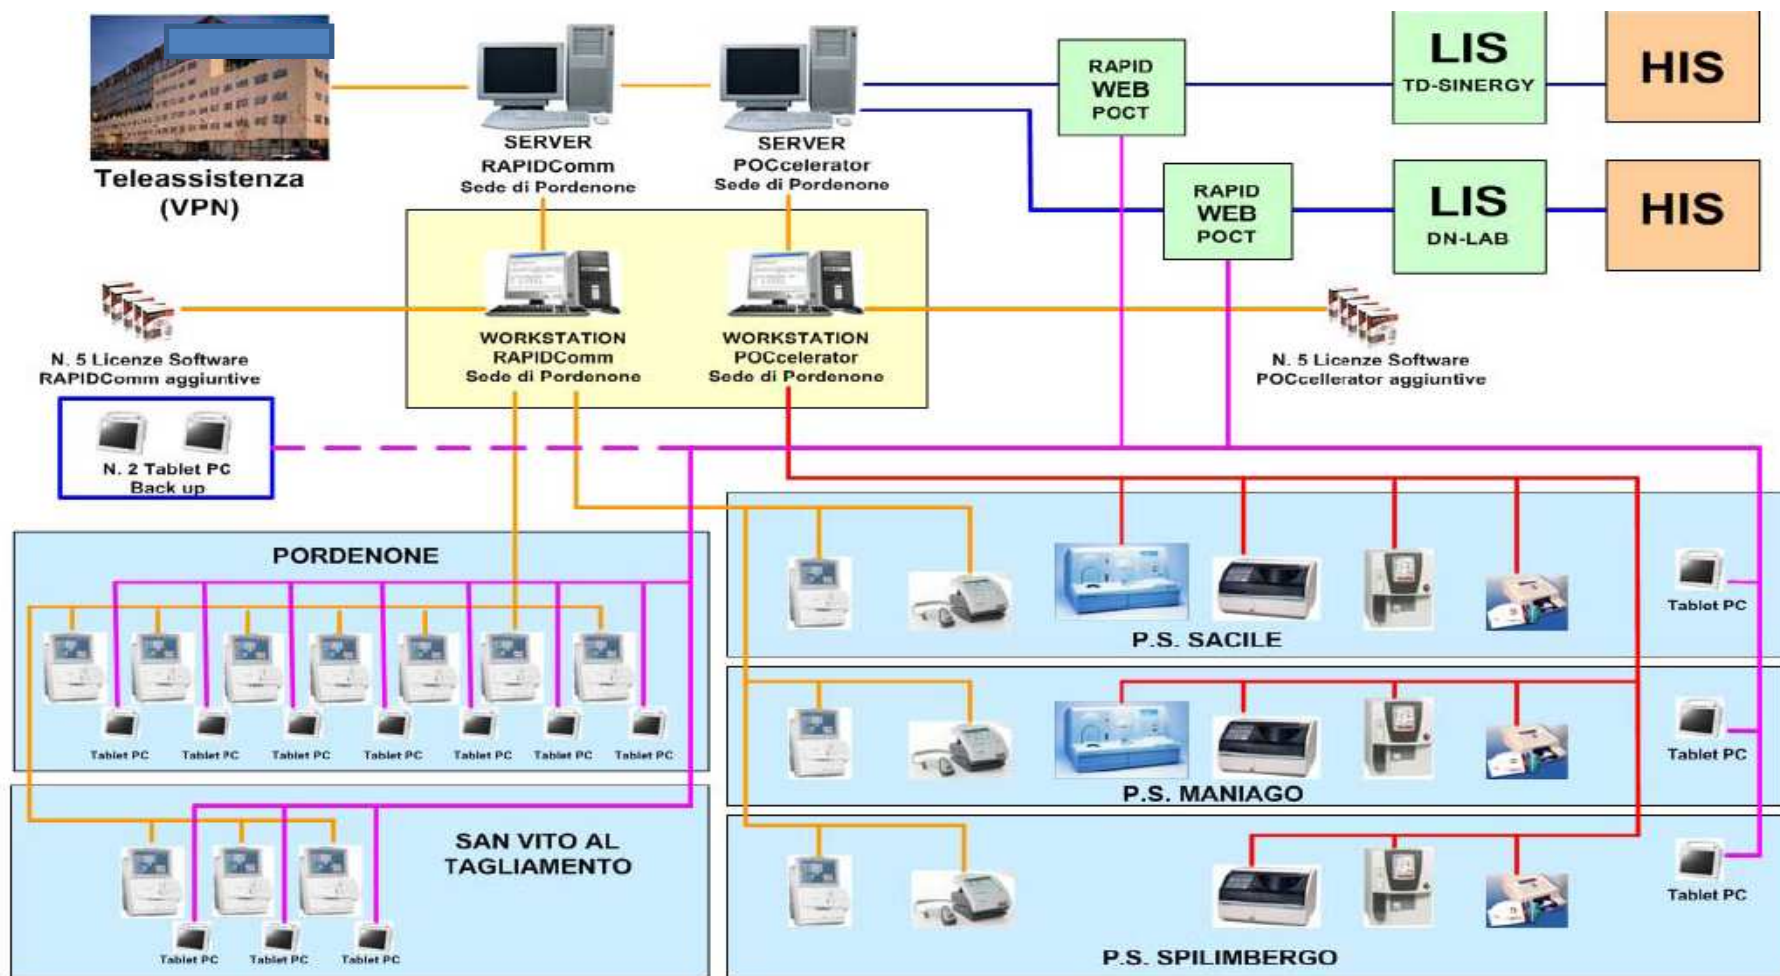 Teleassistenza
(VPN)
SERVER
RAPIDComm
Sede di Pordenone
SERVER
POCcelerator
Sede di Pordenone
RAPID
WEB
POCT
LIS
TD-SINERGY
HIS
RAPID
WEB
POCT
LIS
DN-LAB
HIS
N. 5 Licenze Software
RAPIDComm aggiuntive
WORKSTATION
RAPIDComm
Sede di Pordenone
WORKSTATION
POCcelerator
Sede di Pordenone
N. 5 Licenze Software
POCcellerator aggiuntive
N. 2 Tablet PC
Back up
PORDENONE
Tablet PC
Tablet PC
Tablet PC
Tablet PC
Tablet PC
Tablet PC
Tablet PC
SAN VITO AL
TAGLIAMENTO
Tablet PC
Tablet PC
Tablet PC
Tablet PC
P.S. SACILE
Tablet PC
P.S. MANIAGO
Tablet PC
P.S. SPILIMBERGO